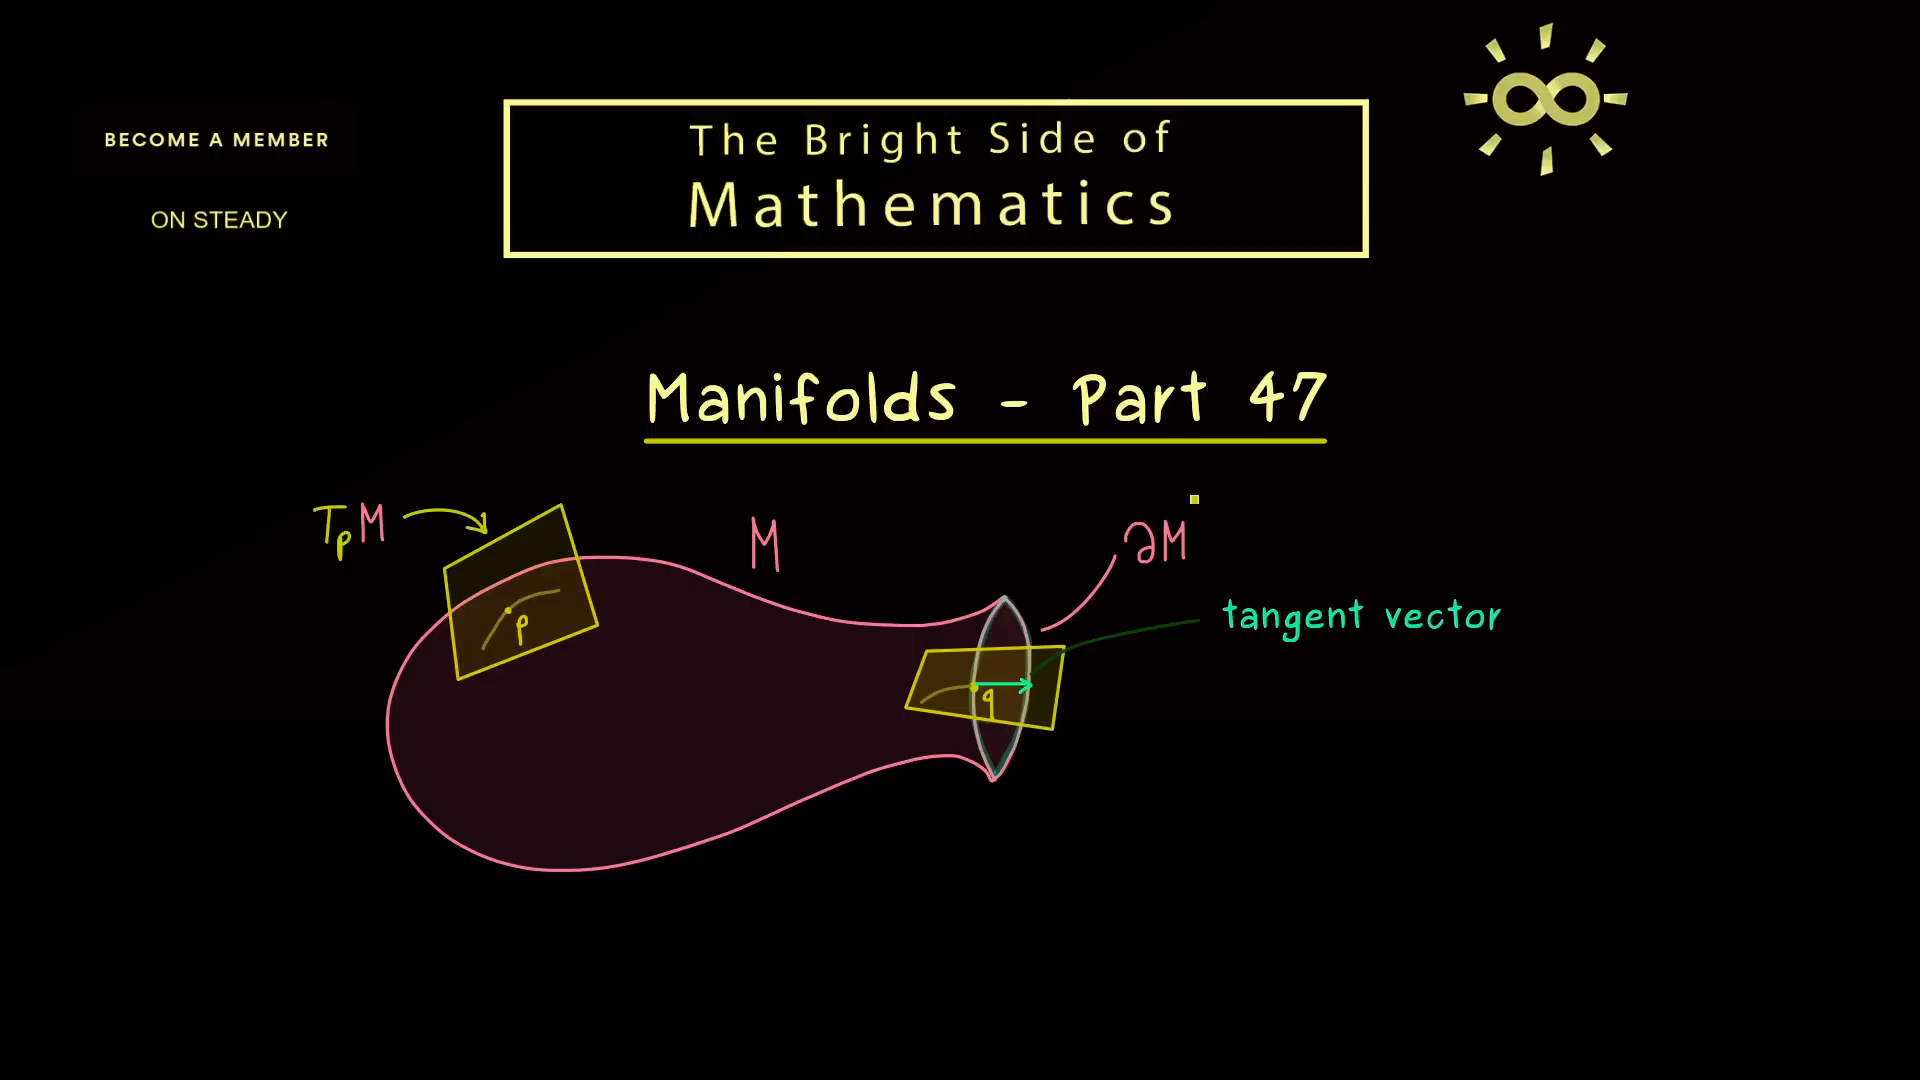 BECOME A MEMBER
ON STEADY
The Bright Side of
Mathematics
Manifolds - Part 47
TₚM
M
∂M
tangent vector
p
q